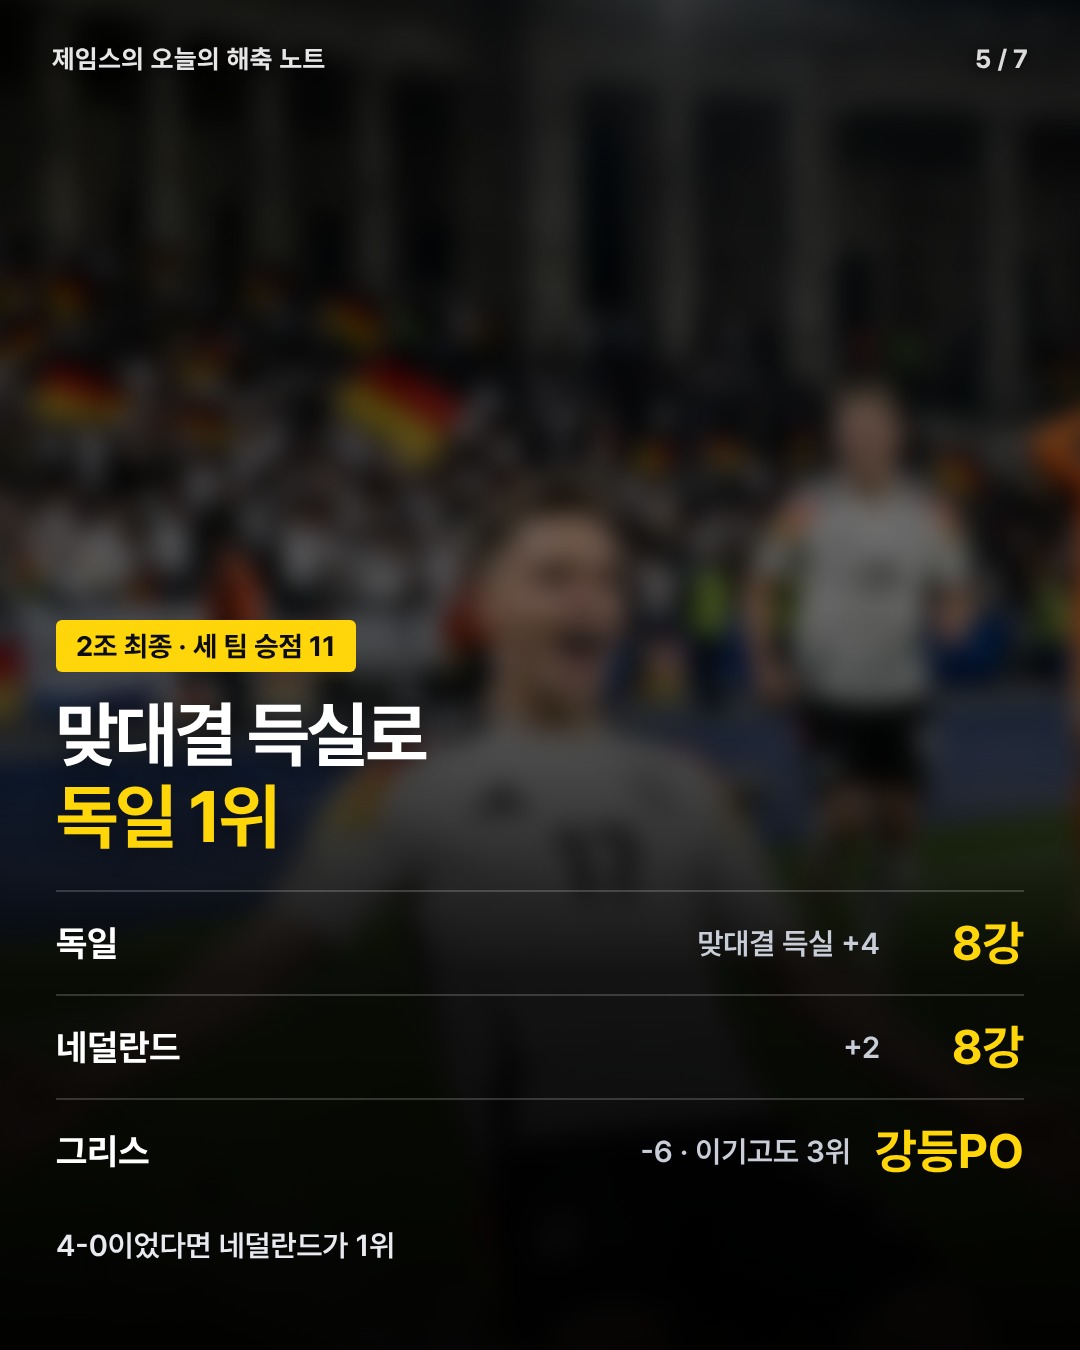 제임스의 오늘의 해축 노트
5 / 7
2조 최종 · 세 팀 승점 11
맞대결 득실로
독일 1위
독일 맞대결 득실 +4 8강
네덜란드 +2 8강
그리스 -6 · 이기고도 3위 강등PO
4-0이었다면 네덜란드가 1위